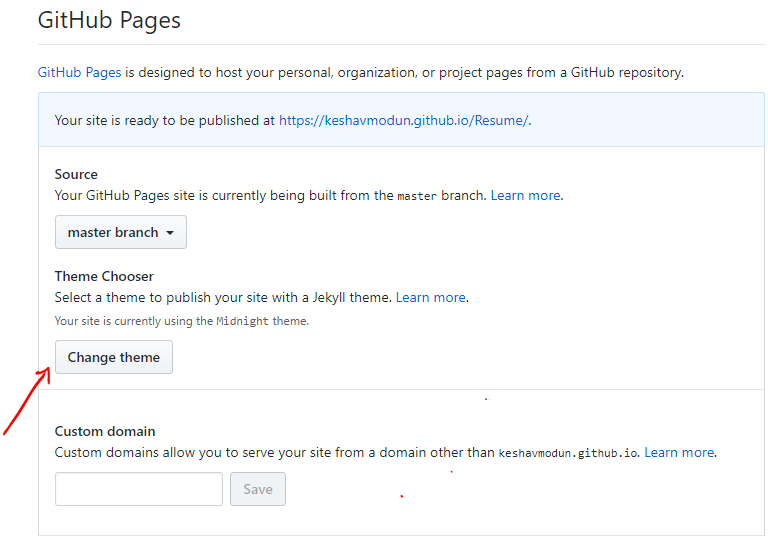 GitHub Pages
GitHub Pages is designed to host your personal, organization, or project pages from a GitHub repository.
Your site is ready to be published at https://keshavmodun.github.io/Resume/.
Source
Your GitHub Pages site is currently being built from the master branch. Learn more.
master branch
Theme Chooser
Select a theme to publish your site with a Jekyll theme. Learn more.
Your site is currently using the Midnight theme.
Change theme
Custom domain
Custom domains allow you to serve your site from a domain other than keshavmodun.github.io. Learn more.
Save